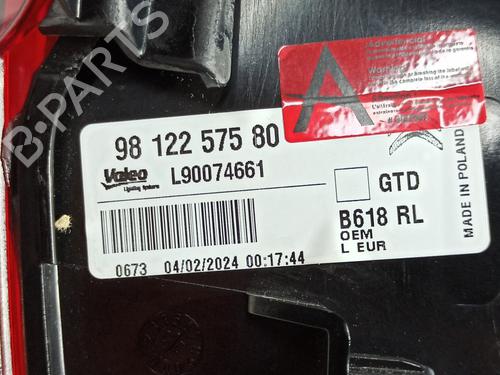 B-PARTS
Advertencia!
Warning!
98 122 575 80
Valeo
Lighting Systems
L90074661
GTD
B618 RL
OEM
L EUR
MADE IN POLAND
0673 04/02/2024 00:17:44